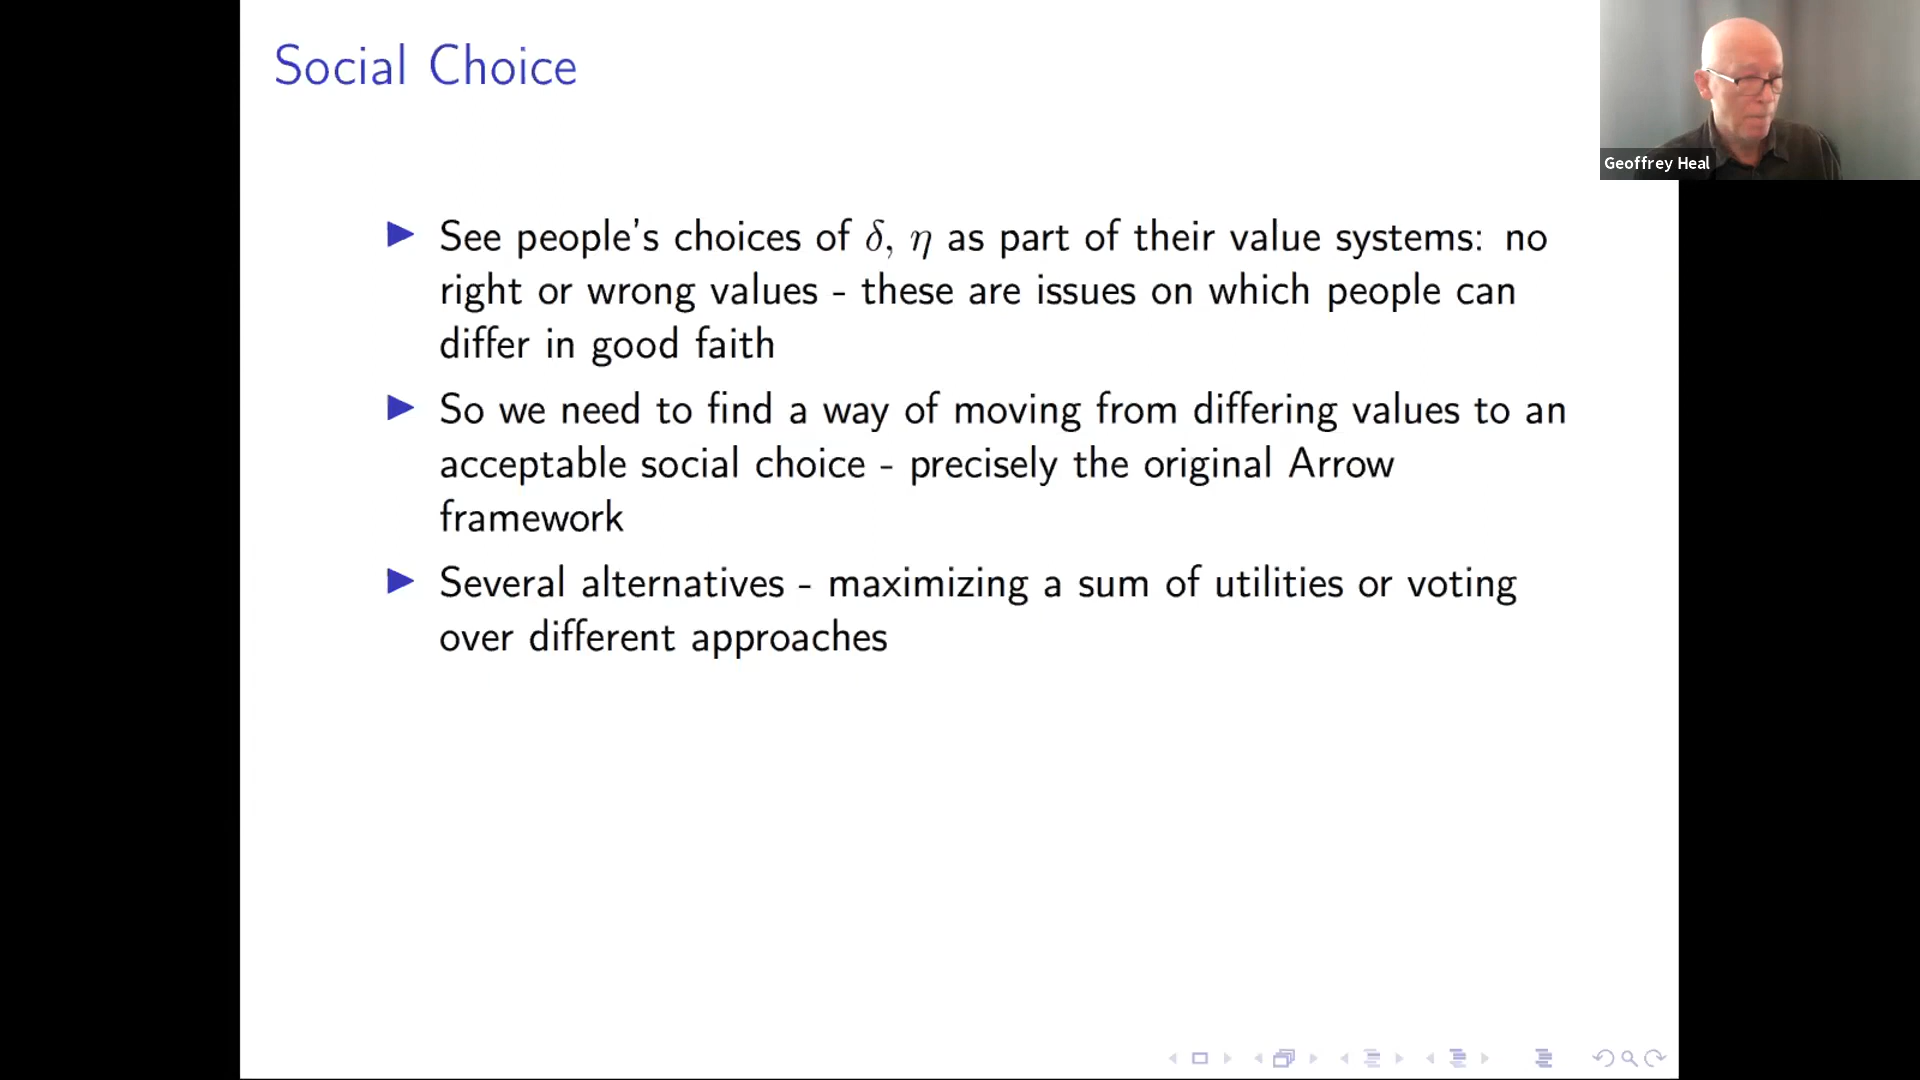 Social Choice
Geoffrey Heal
▶ See people's choices of δ, η as part of their value systems: no
right or wrong values - these are issues on which people can
differ in good faith
▶ So we need to find a way of moving from differing values to an
acceptable social choice - precisely the original Arrow
framework
▶ Several alternatives - maximizing a sum of utilities or voting
over different approaches